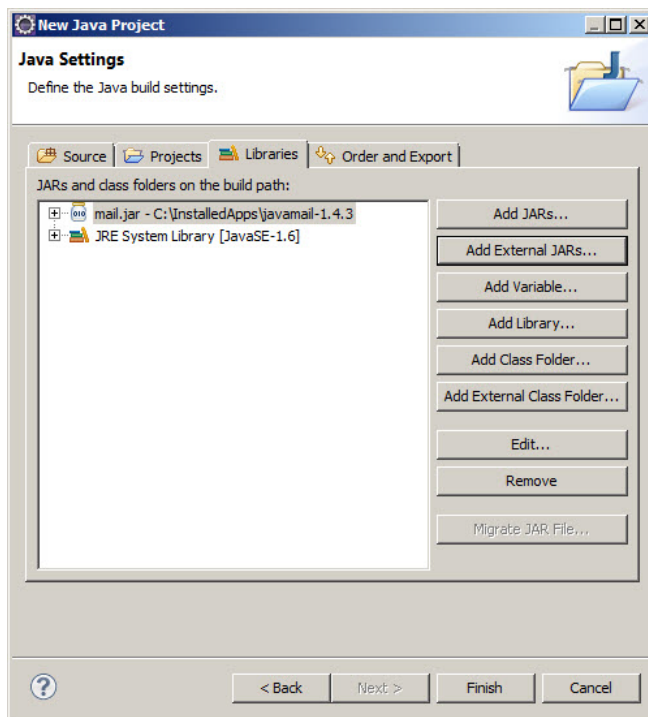 New Java Project
Java Settings
Define the Java build settings.
Source
Projects
Libraries
Order and Export
JARs and class folders on the build path:
mail.jar - C:\InstalledApps\javamail-1.4.3
JRE System Library [JavaSE-1.6]
Add JARs...
Add External JARs...
Add Variable...
Add Library...
Add Class Folder...
Add External Class Folder...
Edit...
Remove
Migrate JAR File...
< Back
Next >
Finish
Cancel